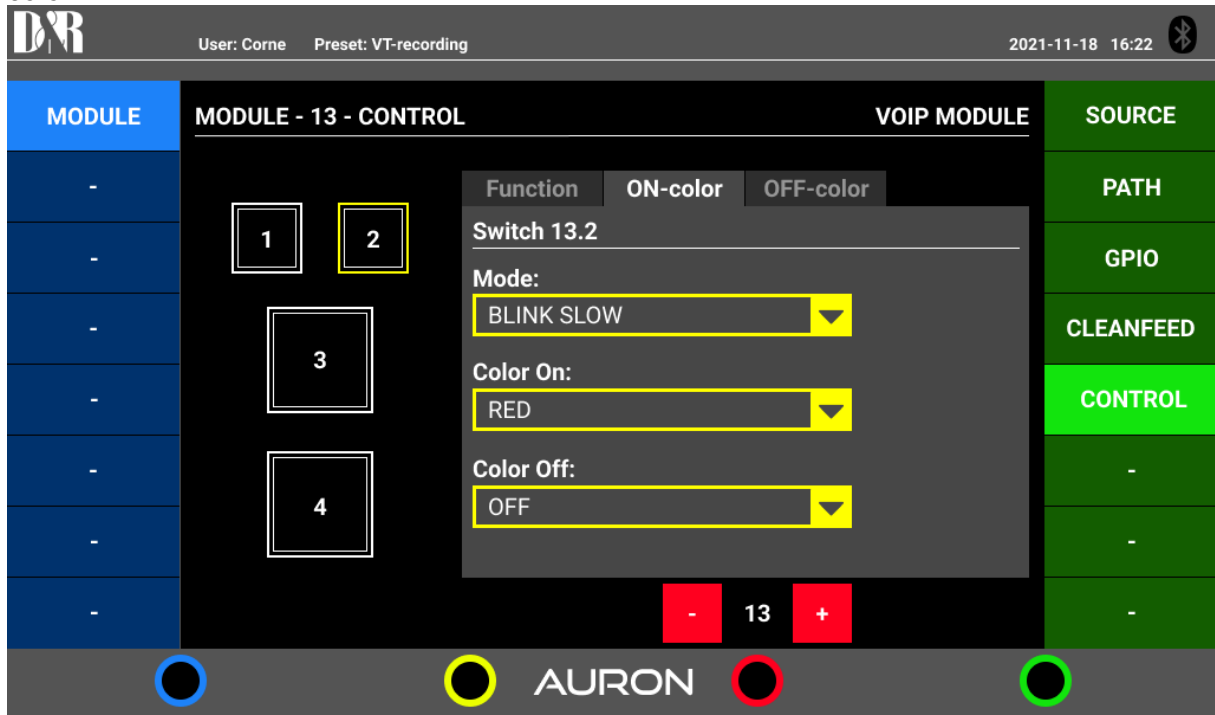 D&R
User: Corne Preset: VT-recording 2021-11-18 16:22
MODULE
-
-
-
-
-
-
-
MODULE - 13 - CONTROL VOIP MODULE
1 2
3
4
Function ON-color OFF-color
Switch 13.2
Mode:
BLINK SLOW
Color On:
RED
Color Off:
OFF
- 13 +
SOURCE
PATH
GPIO
CLEANFEED
CONTROL
-
-
-
AURON